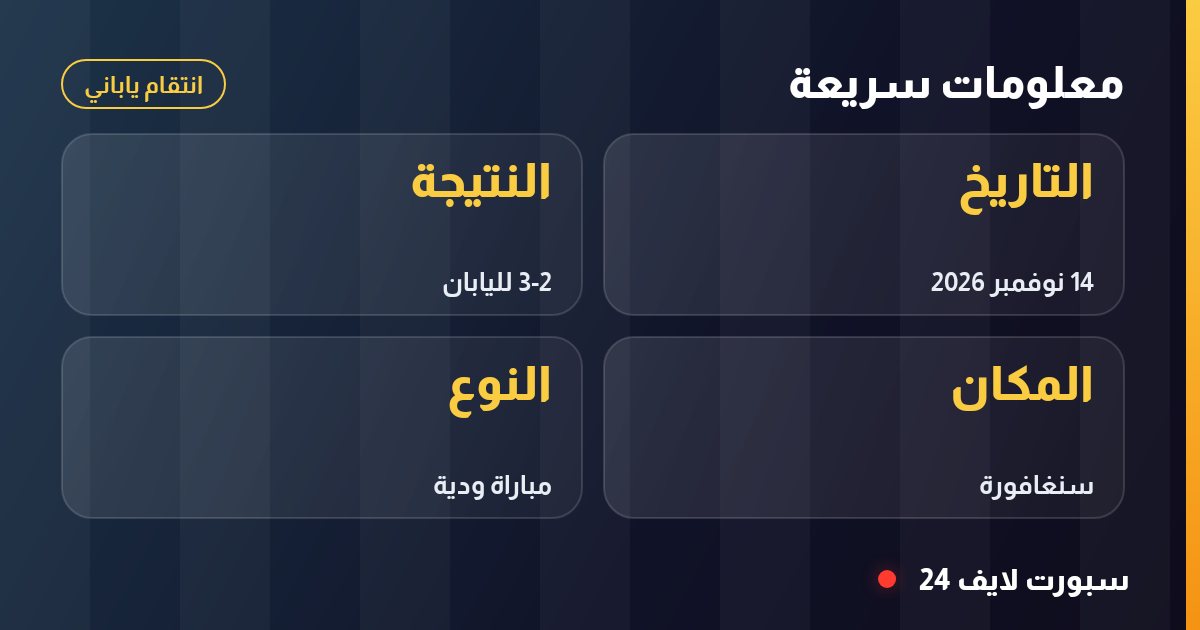 معلومات سريعة
انتقام ياباني
التاريخ
14 نوفمبر 2026
النتيجة
3-2 لليابان
المكان
سنغافورة
النوع
مباراة ودية
سبورت لايف 24